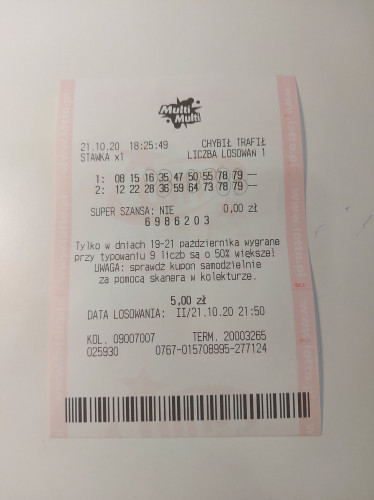 Multi
Multi
21.10.20 18:25:49 CHYBIŁ TRAFIŁ
STAWKA x1 LICZBA LOSOWAŃ 1
1: 08 15 16 35 47 50 55 78 79 —
2: 12 22 28 36 59 64 73 78 79 —
SUPER SZANSA: NIE 0,00 zł
6986203
Tylko w dniach 19-21 października wygrane
przy typowaniu 9 liczb są o 50% większe!
UWAGA: sprawdź kupon samodzielnie
za pomocą skanera w kolekturze.
5,00 zł
DATA LOSOWANIA: II/21.10.20 21:50
KOL. 09007007 TERM. 20003265
025930 0767-015708995-277124